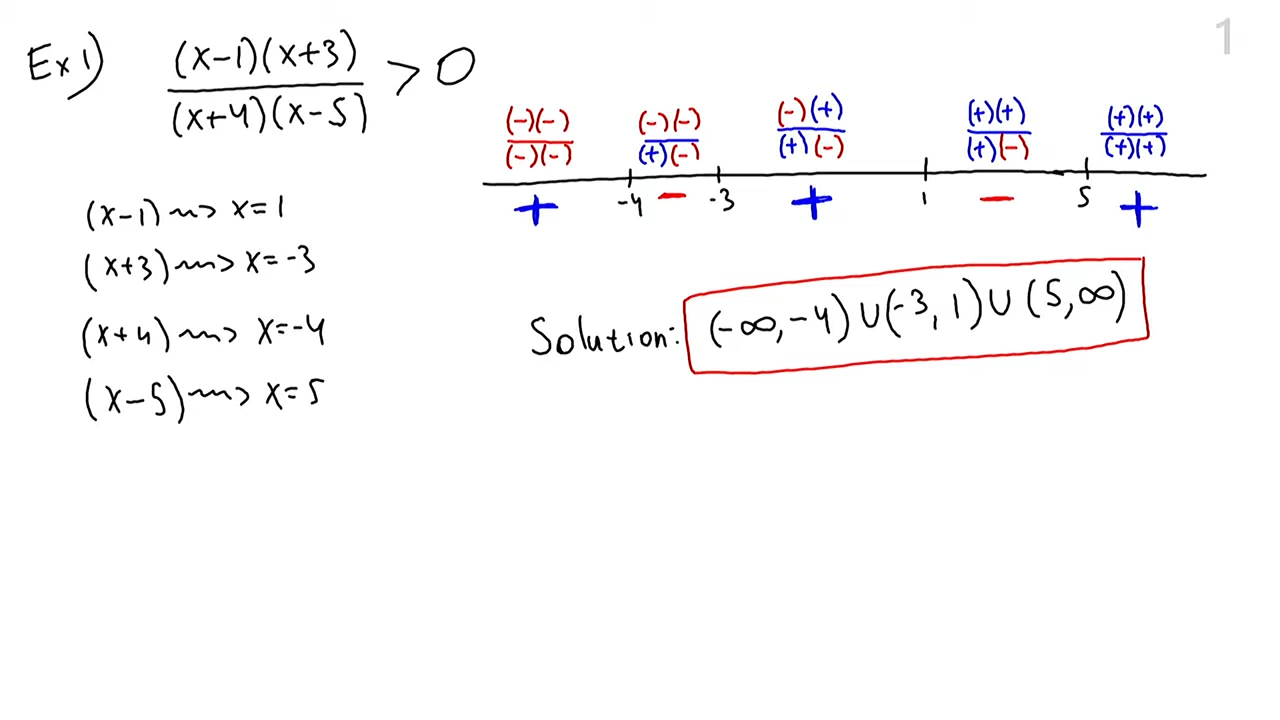 1
Ex 1) (x-1)(x+3) / (x+4)(x-5) > 0
(-)(-) / (-)(-) (-)(-) / (+)(-) (-)(+) / (+)(-) (+)(+) / (+)(-) (+)(+) / (+)(+)
+ -4 − -3 + 1 − 5 +
(x-1) ⟿ x=1
(x+3) ⟿ x=-3
(x+4) ⟿ x=-4
(x-5) ⟿ x=5
Solution: (-∞,-4)∪(-3,1)∪(5,∞)